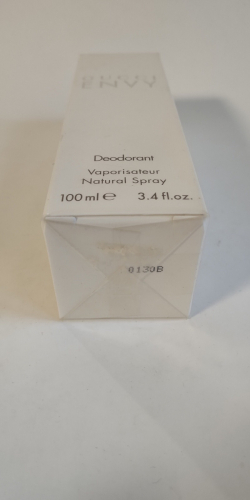 ENVY
Deodorant
Vaporisateur
Natural Spray
100 ml ℮ 3.4 fl.oz.
0130B